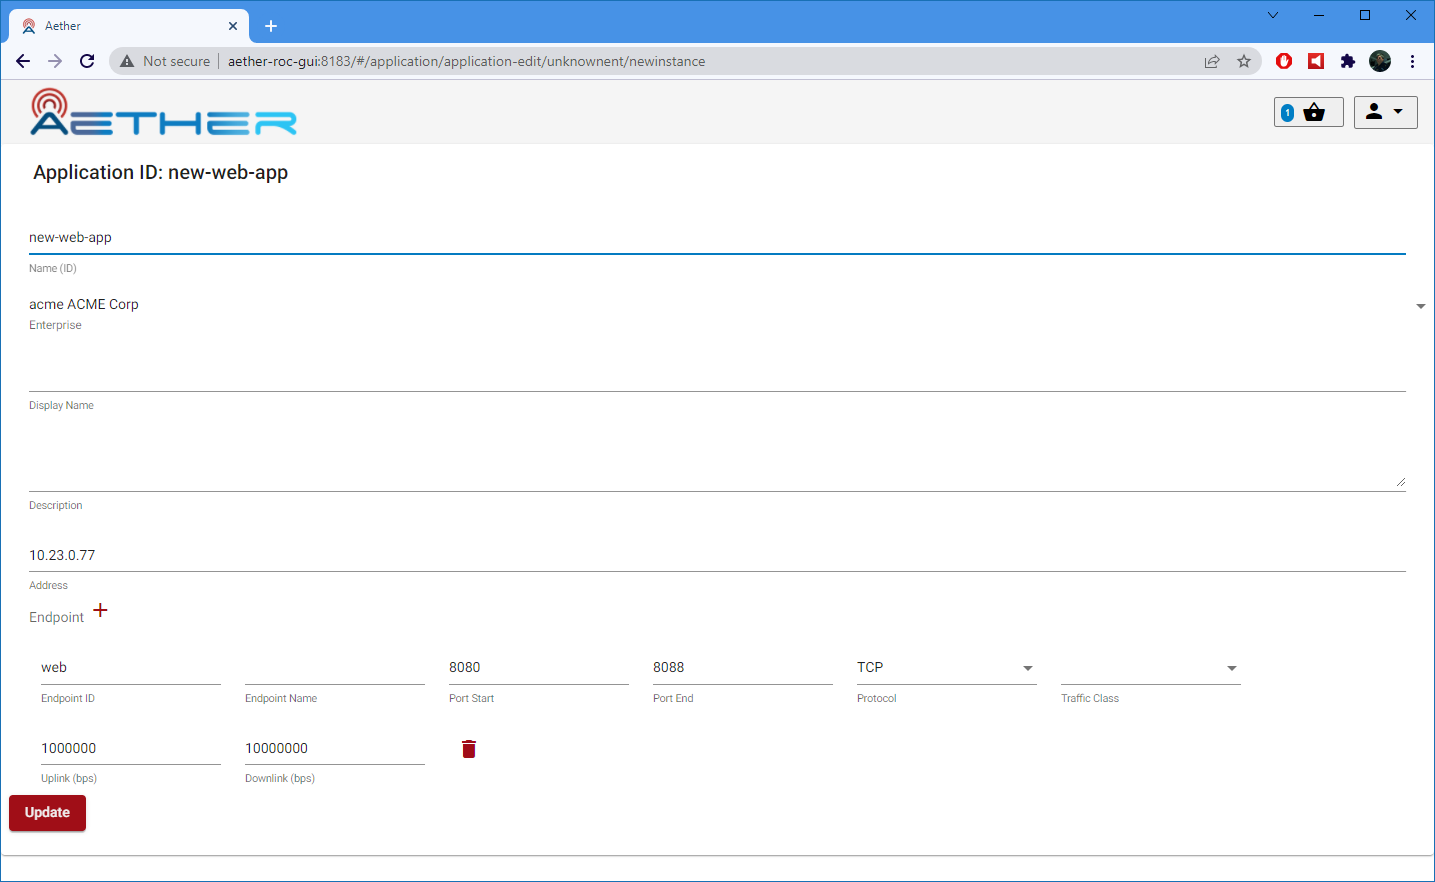 Aether
Not secure
aether-roc-gui:8183/#/application/application-edit/unknownent/newinstance
AETHER
1
Application ID: new-web-app
new-web-app
Name (ID)
acme ACME Corp
Enterprise
Display Name
Description
10.23.0.77
Address
Endpoint +
web 8080 8088 TCP
Endpoint ID Endpoint Name Port Start Port End Protocol Traffic Class
1000000 10000000
Uplink (bps) Downlink (bps)
Update